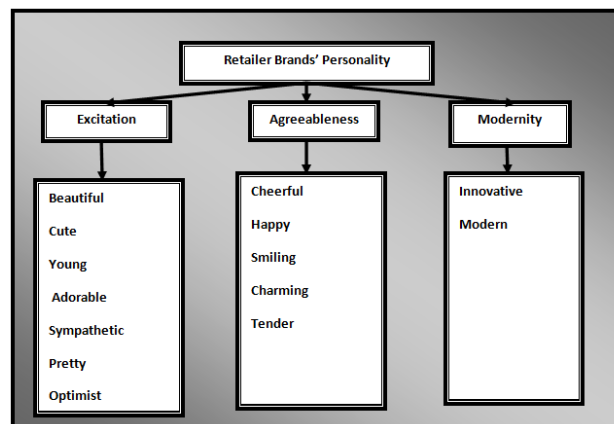 Retailer Brands' Personality
Excitation
Agreeableness
Modernity
Beautiful
Cute
Young
Adorable
Sympathetic
Pretty
Optimist
Cheerful
Happy
Smiling
Charming
Tender
Innovative
Modern